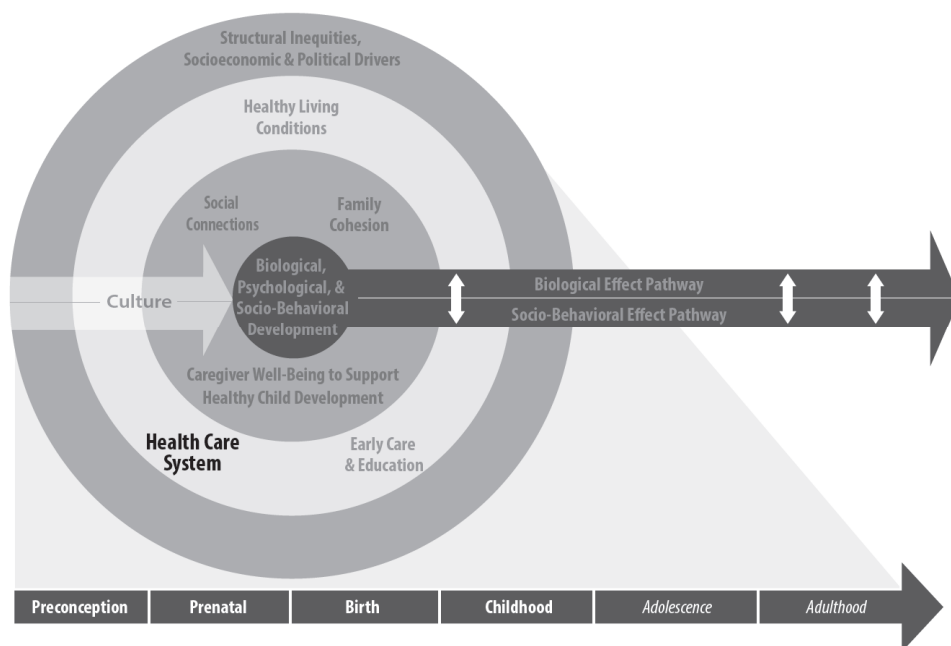 Structural Inequities,
Socioeconomic & Political Drivers
Healthy Living
Conditions
Social
Connections
Family
Cohesion
Culture
Biological,
Psychological, &
Socio-Behavioral
Development
Biological Effect Pathway
Socio-Behavioral Effect Pathway
Caregiver Well-Being to Support
Healthy Child Development
Health Care
System
Early Care
& Education
Preconception
Prenatal
Birth
Childhood
Adolescence
Adulthood